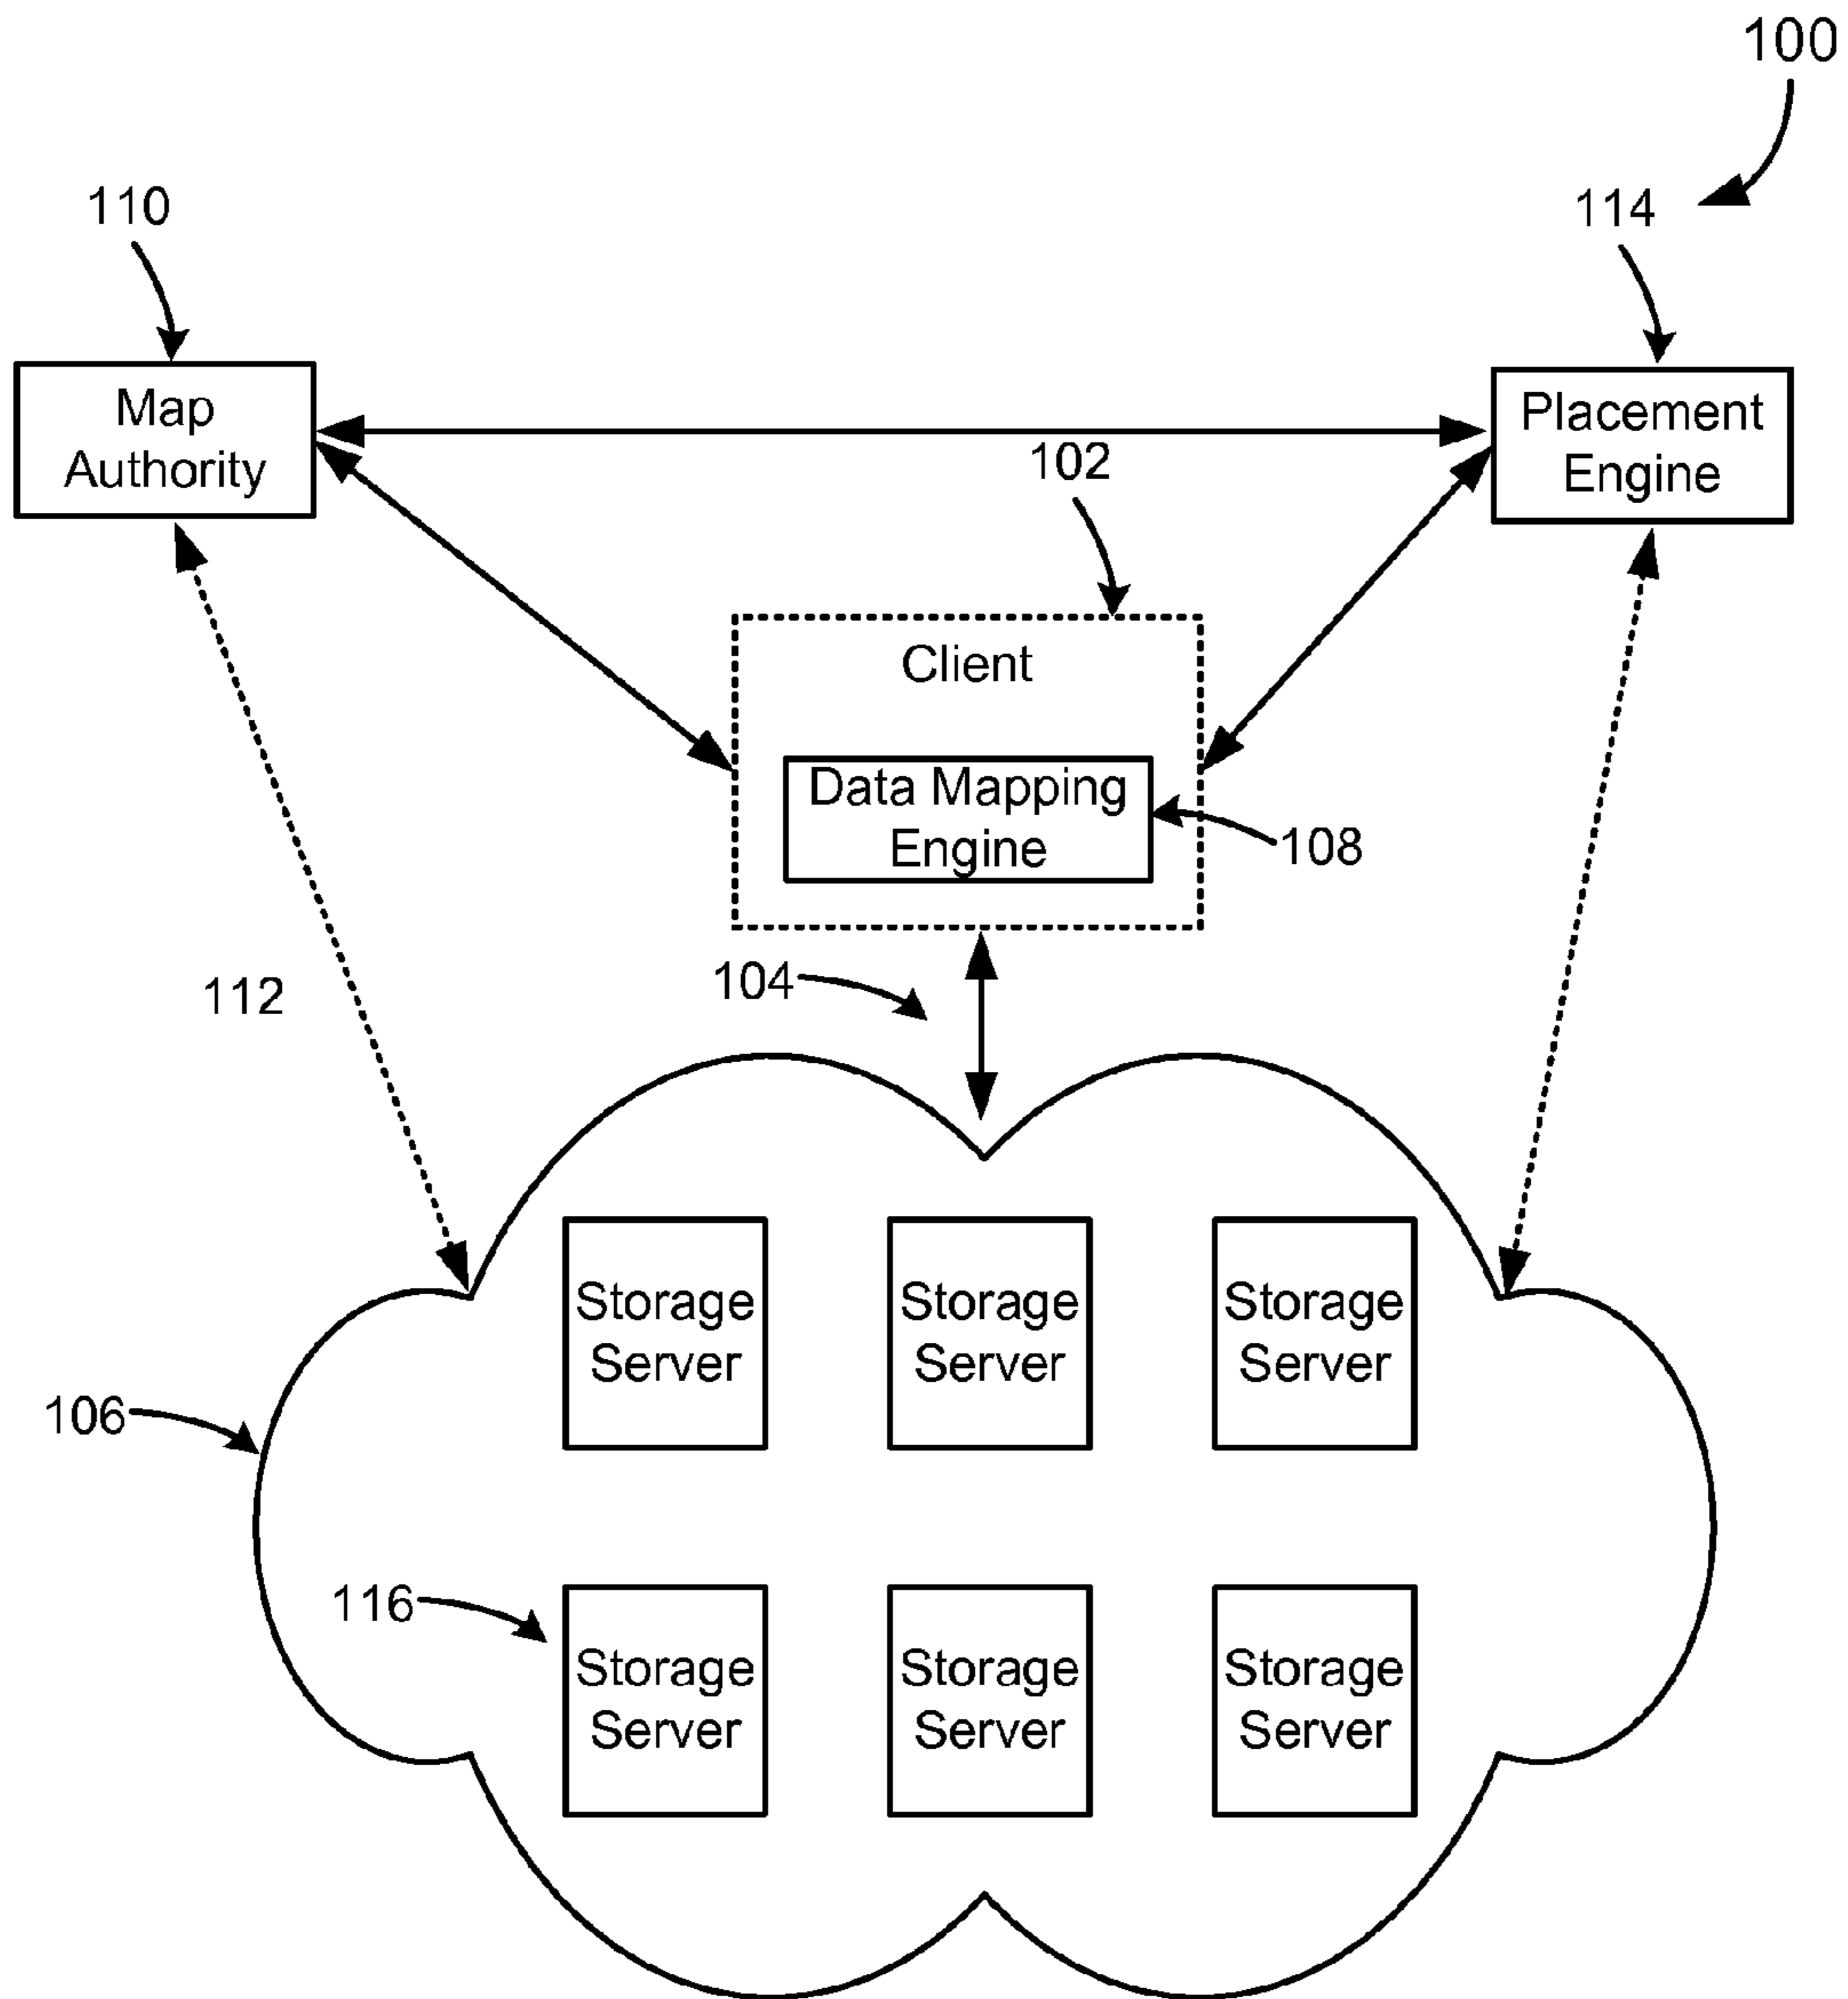 100
110
114
Map
Authority
Placement
Engine
102
Client
Data Mapping
Engine
108
104
112
Storage
Server
Storage
Server
Storage
Server
106
116
Storage
Server
Storage
Server
Storage
Server